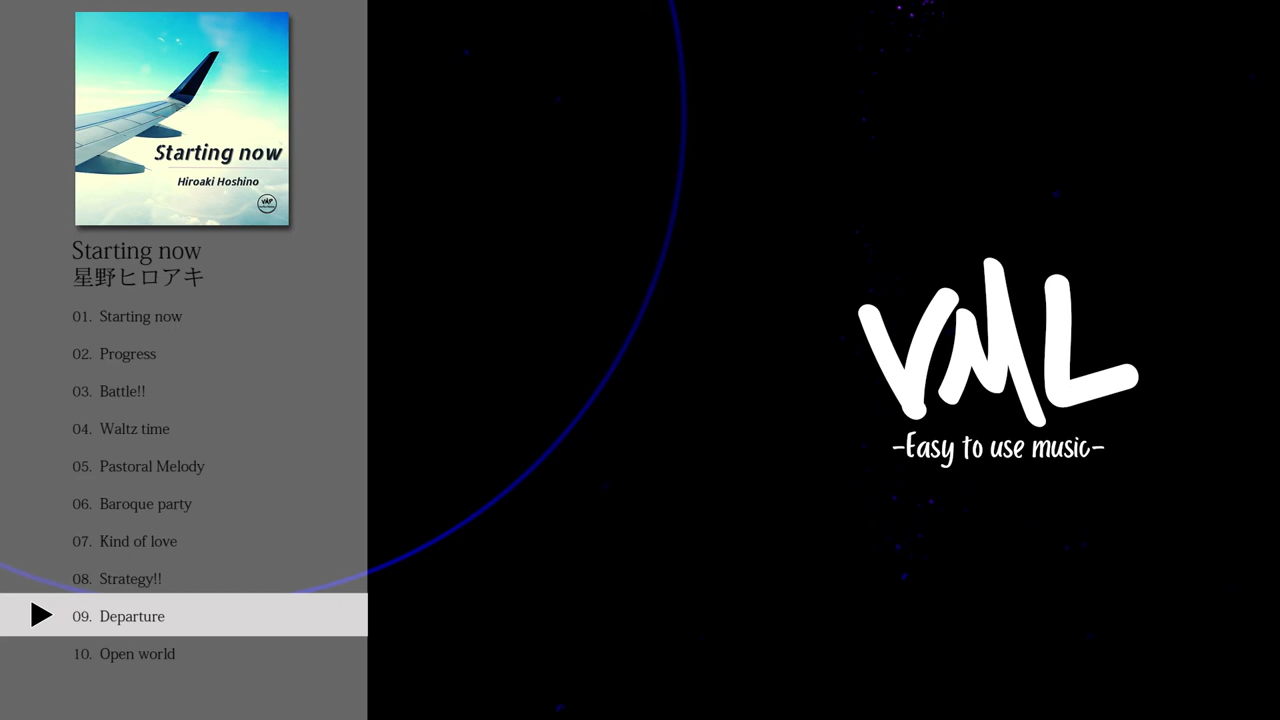 Starting now
Hiroaki Hoshino
Starting now
星野ヒロアキ
01. Starting now
02. Progress
03. Battle!!
04. Waltz time
05. Pastoral Melody
06. Baroque party
07. Kind of love
08. Strategy!!
09. Departure
10. Open world
VML
-Easy to use music-